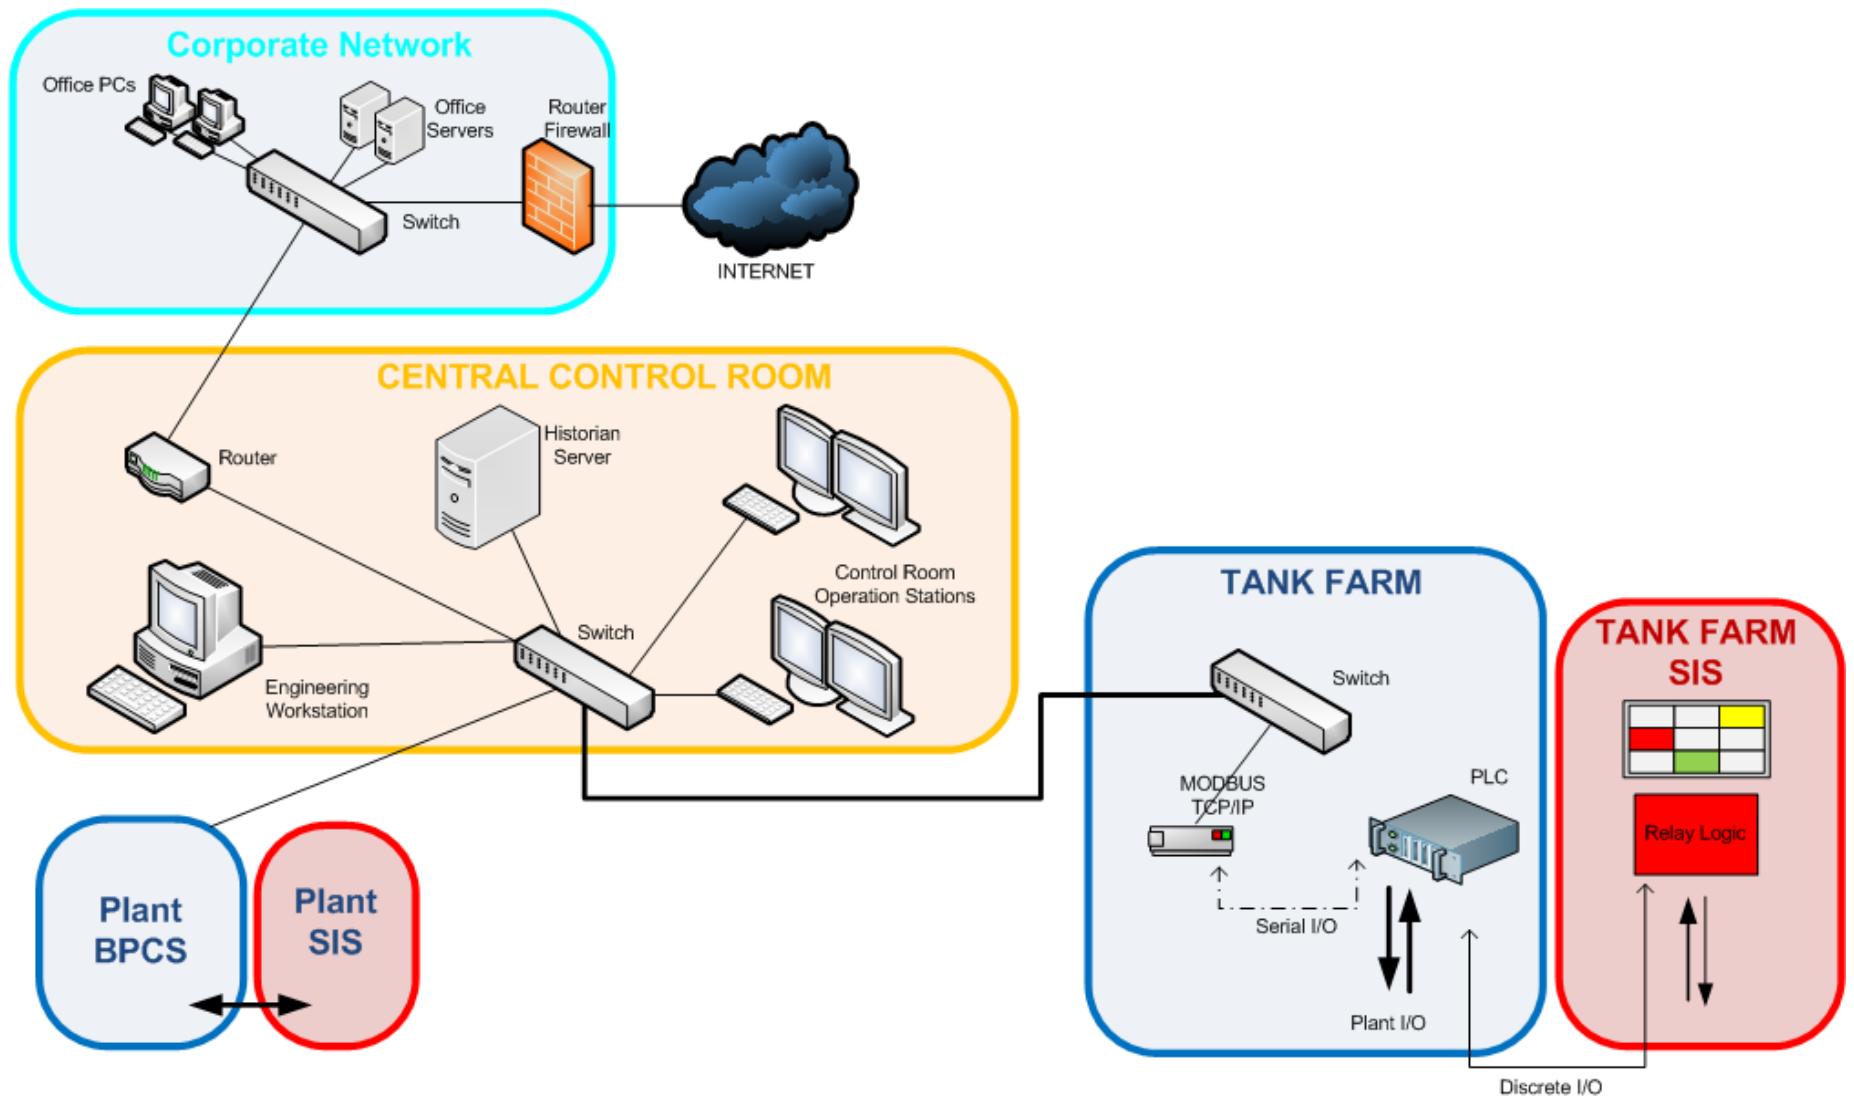 Corporate Network
Office PCs
Office
Servers
Router
Firewall
Switch
INTERNET
CENTRAL CONTROL ROOM
Router
Historian
Server
Control Room
Operation Stations
Switch
Engineering
Workstation
TANK FARM
Switch
MODBUS
TCP/IP
PLC
Serial I/O
Plant I/O
TANK FARM
SIS
Relay Logic
Discrete I/O
Plant
BPCS
Plant
SIS